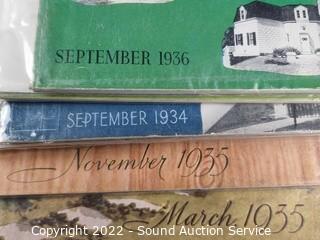 SEPTEMBER 1936
SEPTEMBER 1934
November 1935
March, 1935
Copyright © 2022 - Sound Auction Service